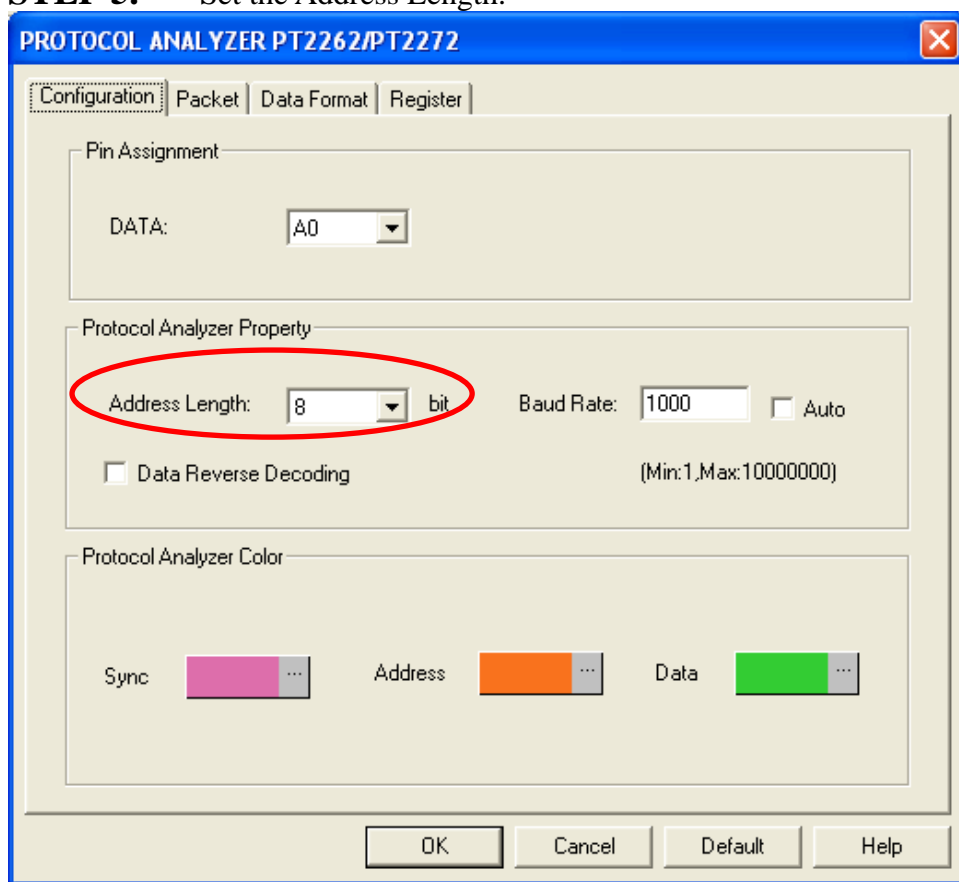 Set the Address Length.
PROTOCOL ANALYZER PT2262/PT2272
Configuration Packet Data Format Register
Pin Assignment
DATA: A0
Protocol Analyzer Property
Address Length: 8 bit Baud Rate: 1000 Auto
Data Reverse Decoding (Min:1,Max:10000000)
Protocol Analyzer Color
Sync ... Address ... Data ...
OK Cancel Default Help